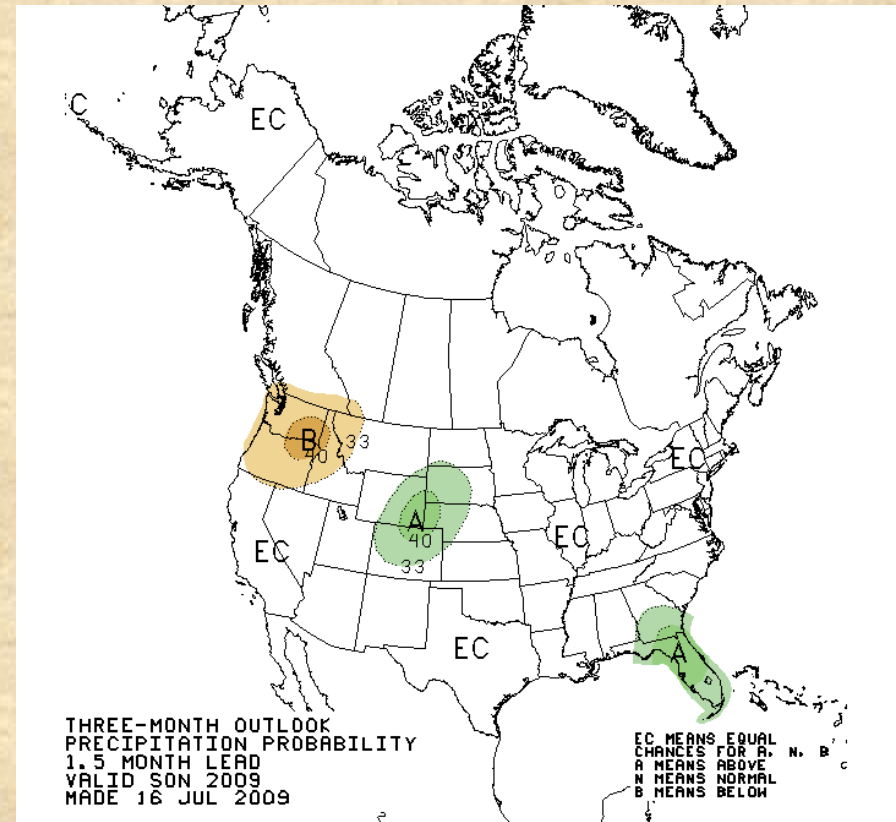 C
EC
B
40
33
EC
A
40
EC
EC
33
A
EC
THREE-MONTH OUTLOOK
PRECIPITATION PROBABILITY
1.5 MONTH LEAD
VALID SON 2009
MADE 16 JUL 2009
EC MEANS EQUAL
CHANCES FOR A, N, B
A MEANS ABOVE
N MEANS NORMAL
B MEANS BELOW
C